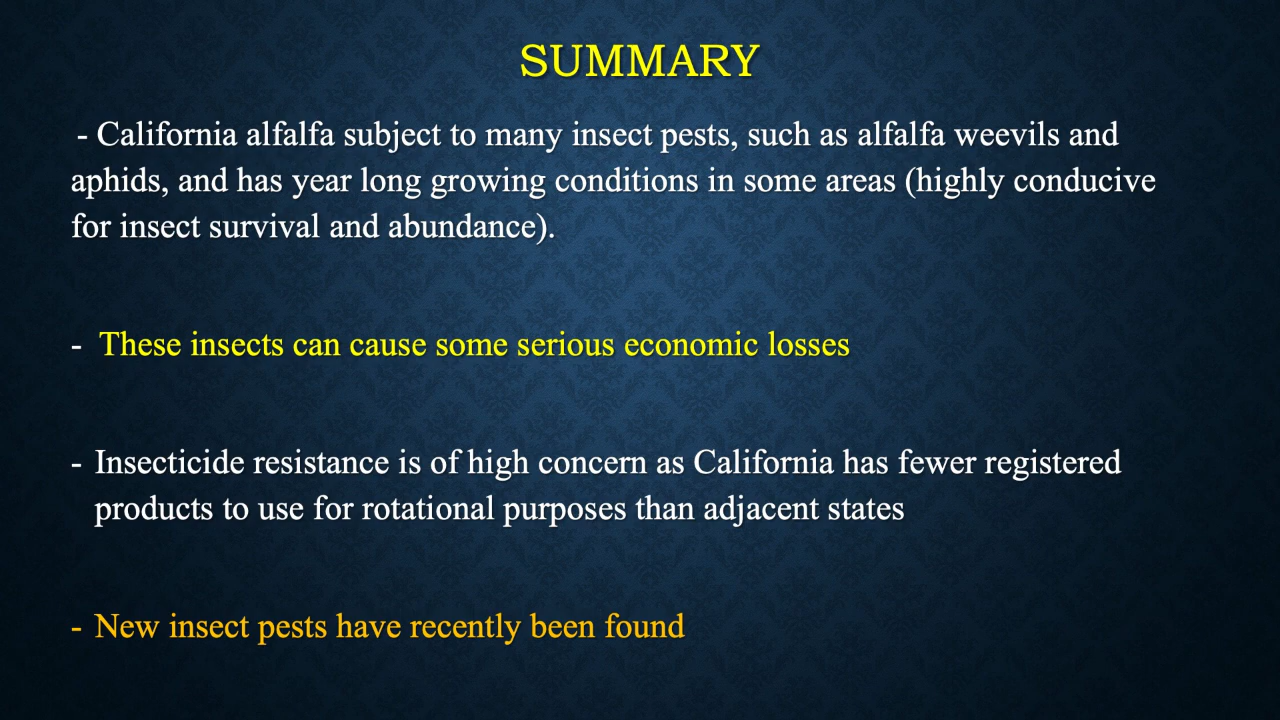 SUMMARY
- California alfalfa subject to many insect pests, such as alfalfa weevils and
aphids, and has year long growing conditions in some areas (highly conducive
for insect survival and abundance).
- These insects can cause some serious economic losses
- Insecticide resistance is of high concern as California has fewer registered
products to use for rotational purposes than adjacent states
- New insect pests have recently been found